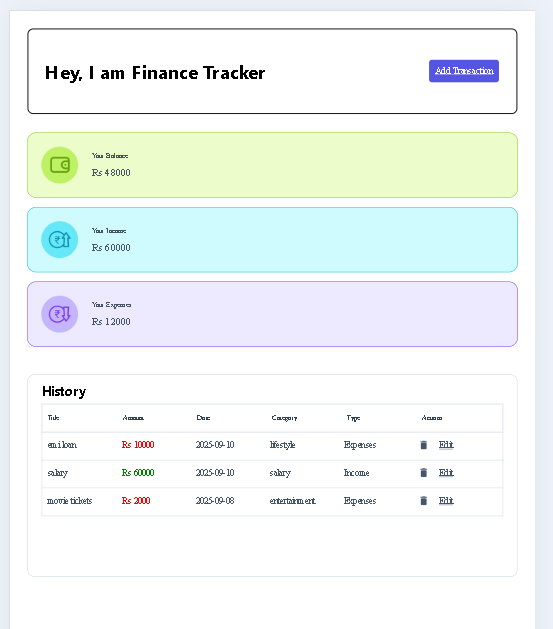 Hey, I am Finance Tracker
Add Transaction
Your Balance
Rs 48000
Your Income
Rs 60000
Your Expenses
Rs 12000
History
Title Amount Date Category Type Actions
emi loan Rs 10000 2025-09-10 lifestyle Expenses Edit
salary Rs 60000 2025-09-10 salary Income Edit
movie tickets Rs 2000 2025-09-08 entertainment Expenses Edit